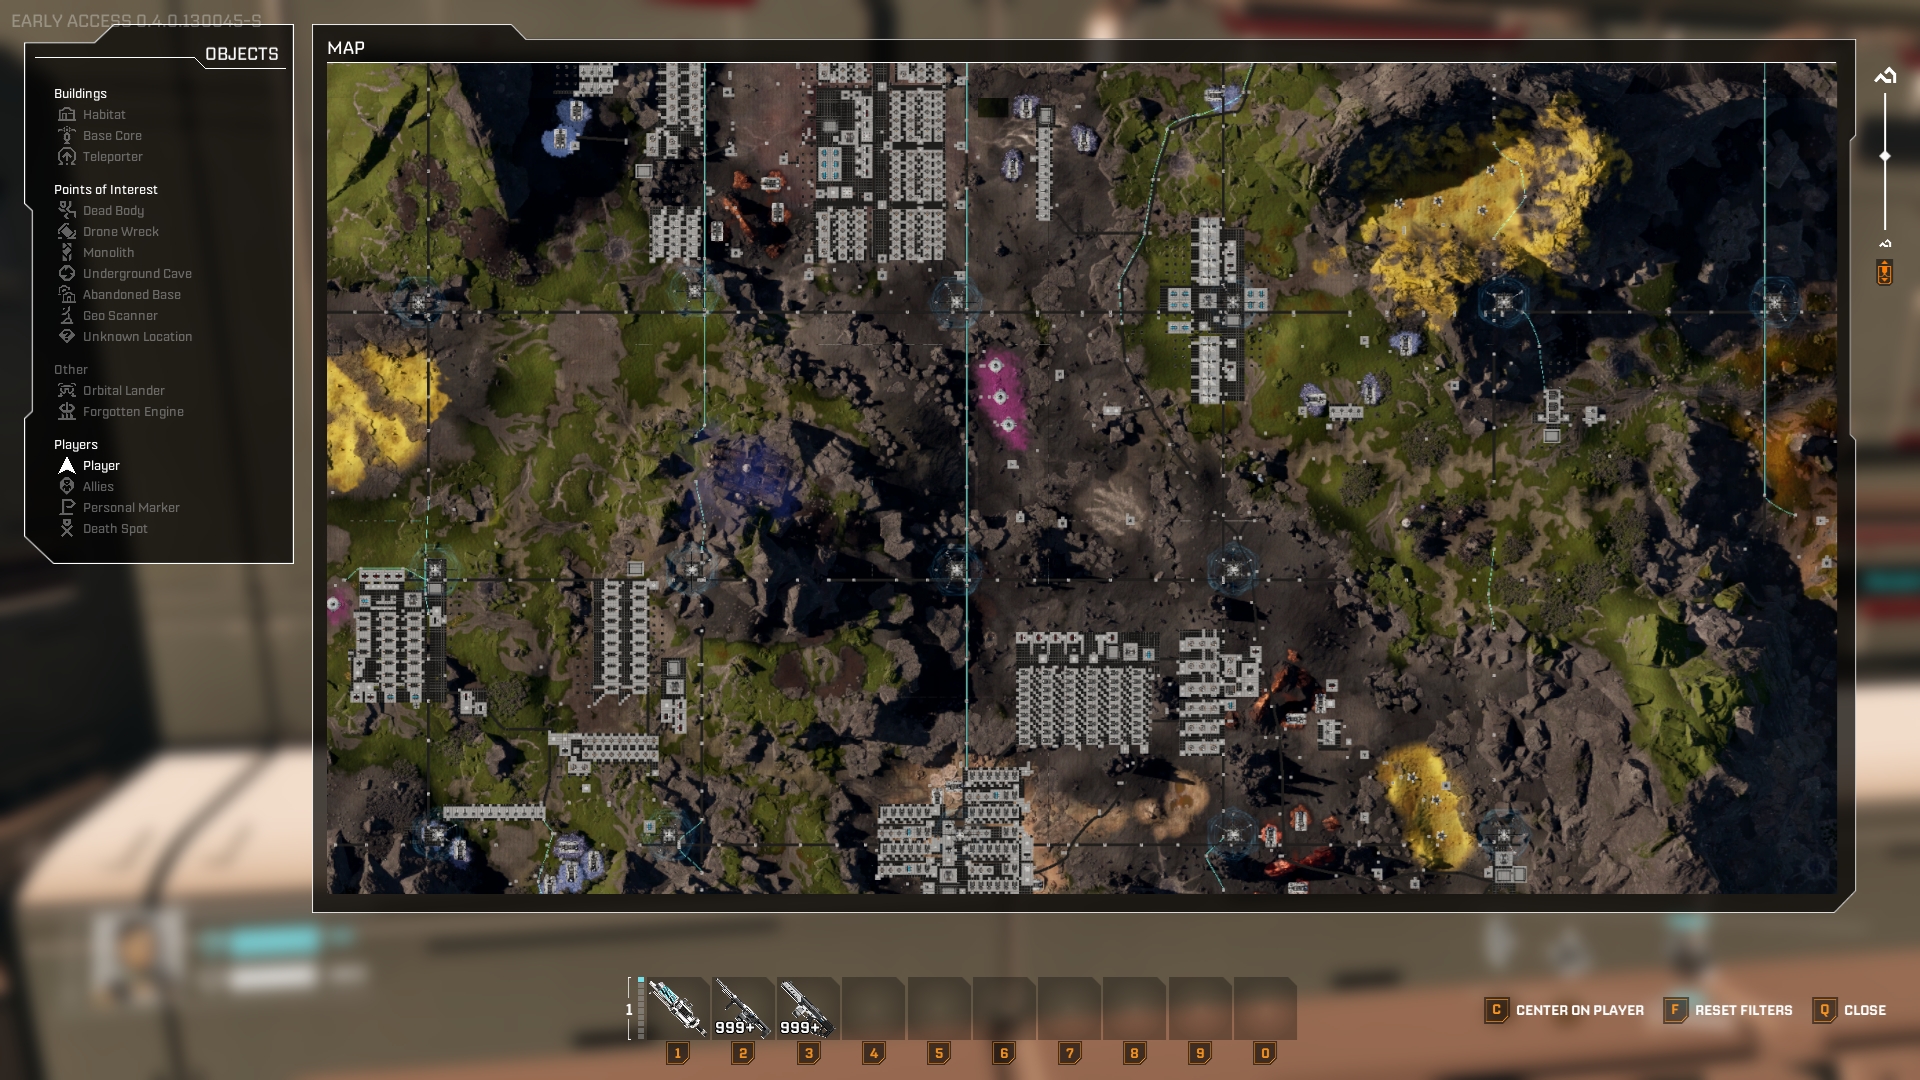 EARLY ACCESS 0.4.0.130045-S
OBJECTS
Buildings
Habitat
Base Core
Teleporter
Points of Interest
Dead Body
Drone Wreck
Monolith
Underground Cave
Abandoned Base
Geo Scanner
Unknown Location
Other
Orbital Lander
Forgotten Engine
Players
Player
Allies
Personal Marker
Death Spot
MAP
1
999+ 999+
1 2 3 4 5 6 7 8 9 0
C CENTER ON PLAYER F RESET FILTERS Q CLOSE